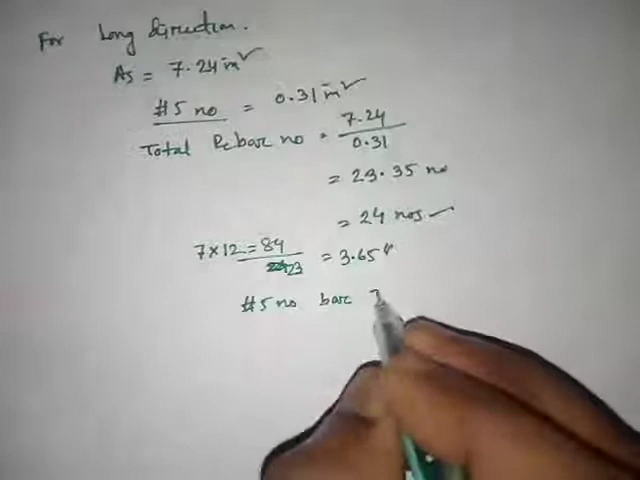 For Long direction.
As = 7.24 in²
#5 no = 0.31 in²
Total Rebar no = 7.24
0.31
= 23.35 no
= 24 nos
7×12 = 84
23
= 3.65"
#5 no bar